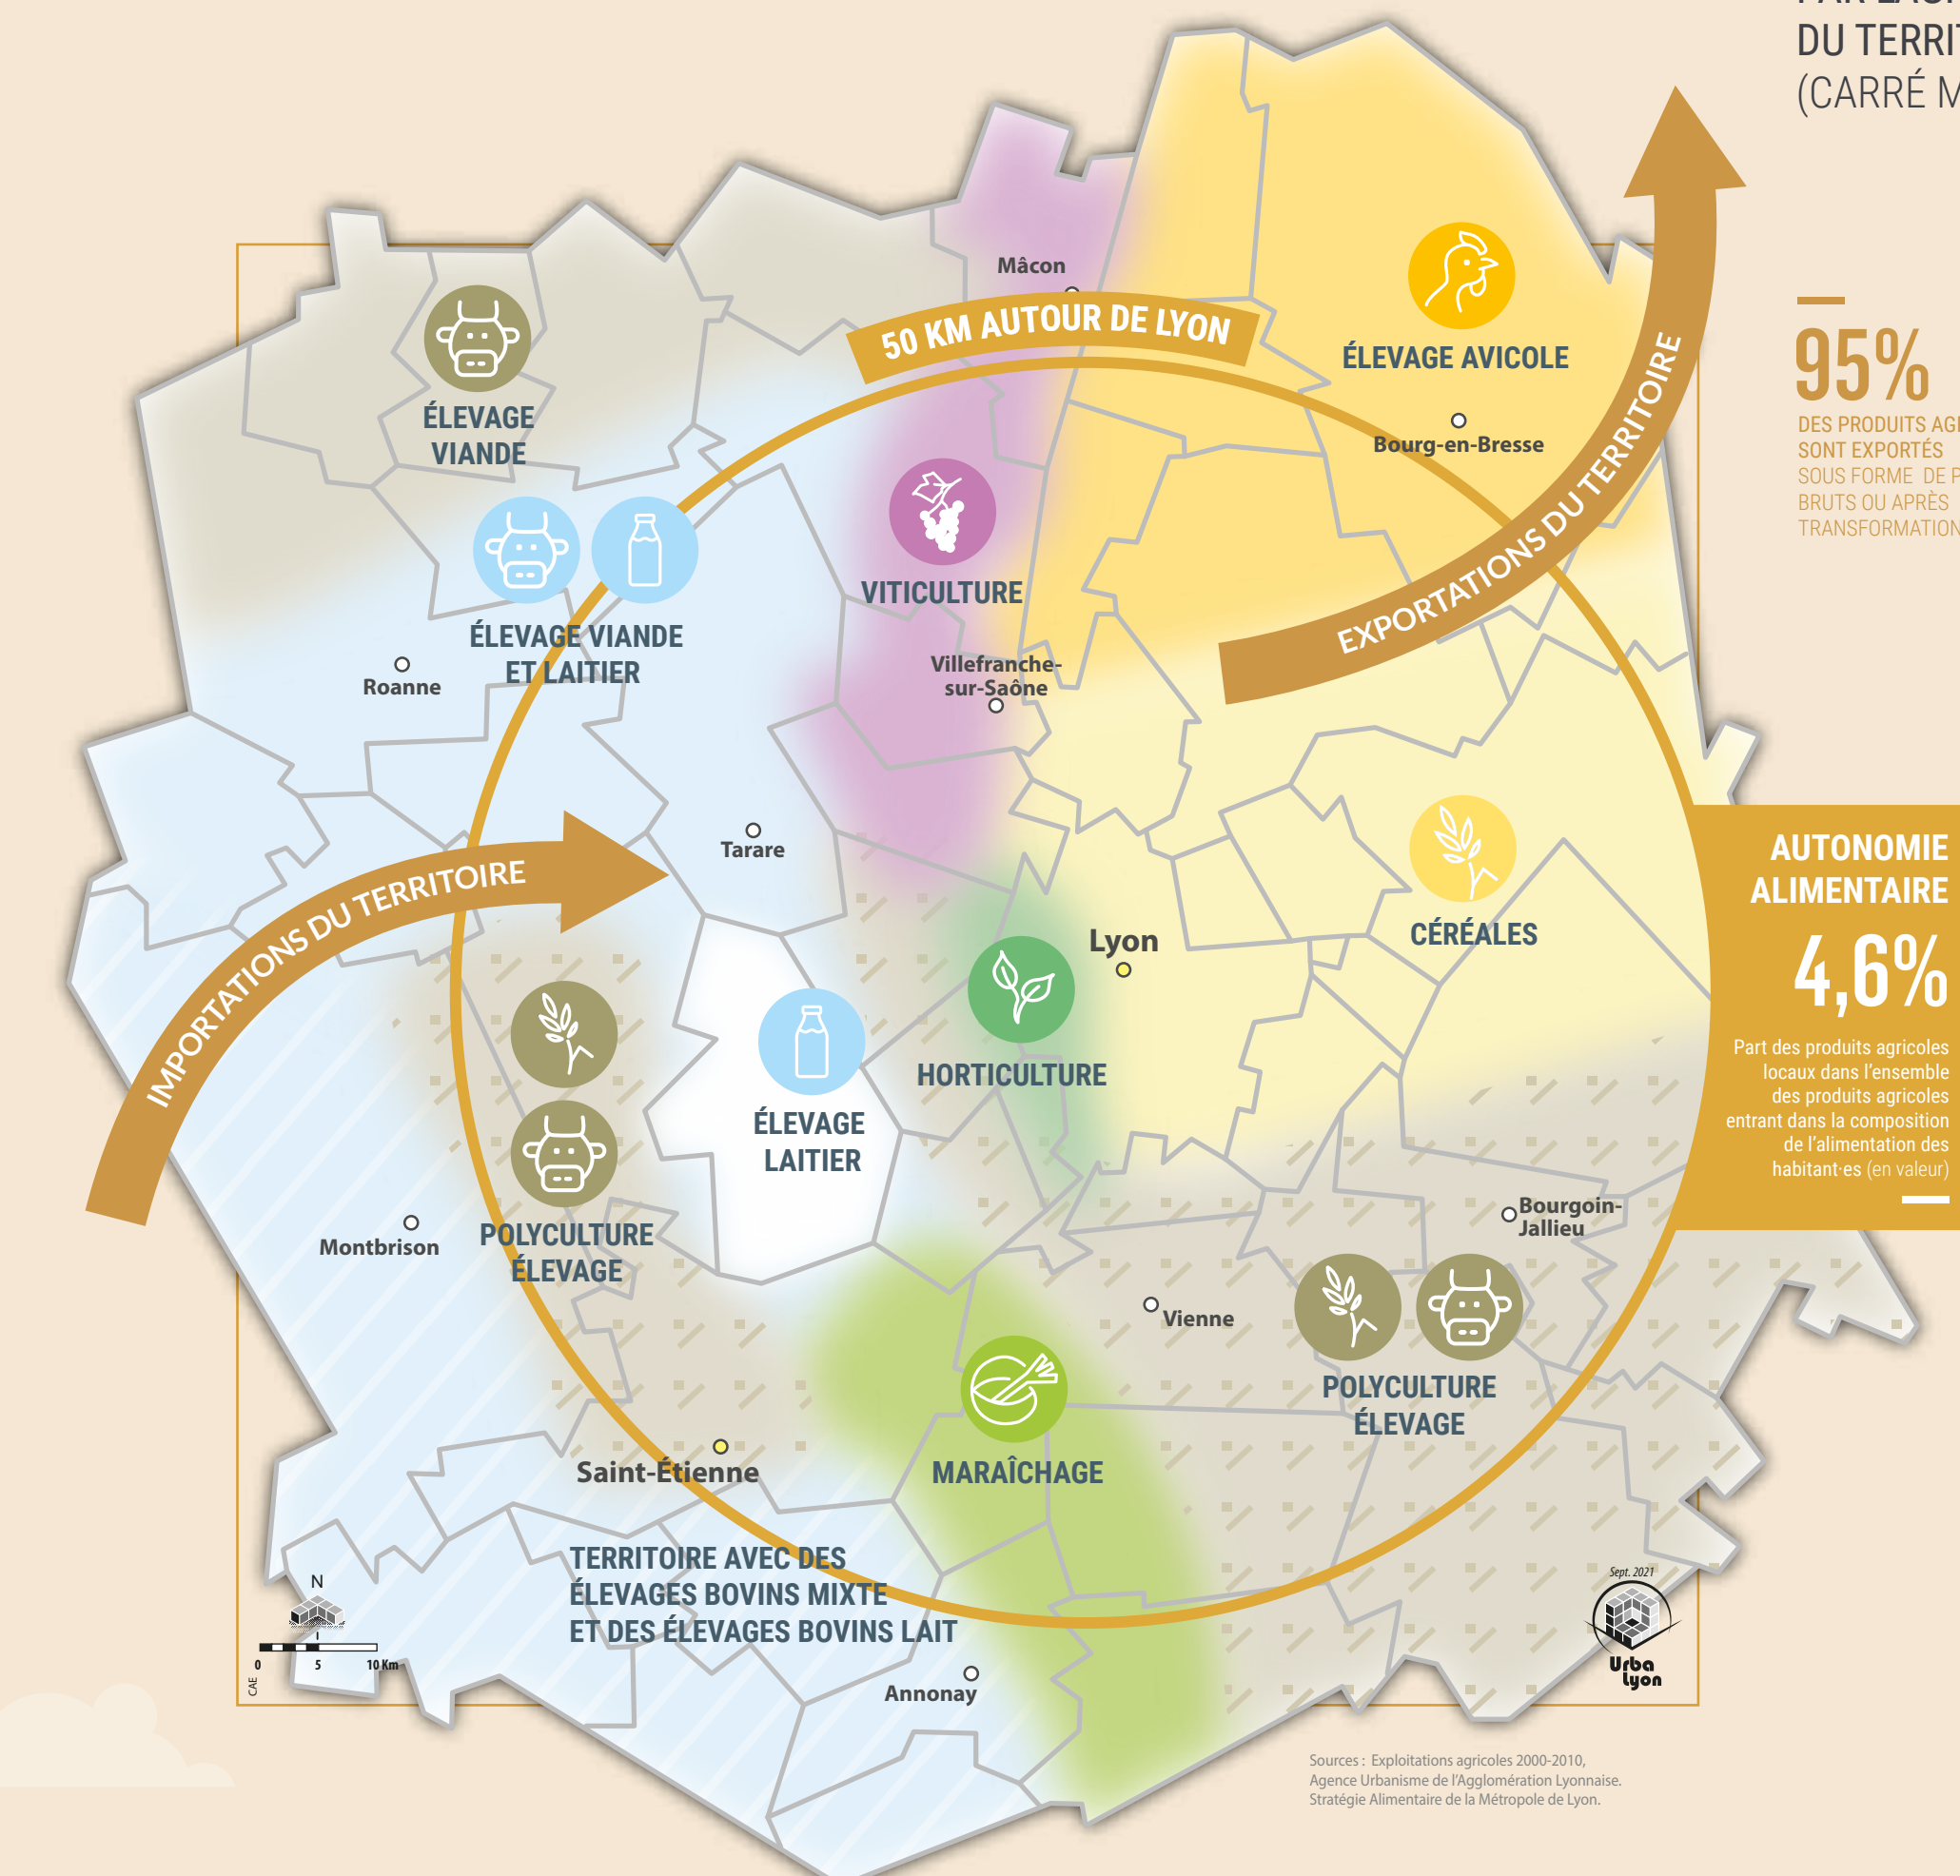 DU TERRIT
(CARRÉ M
Mâcon
50 KM AUTOUR DE LYON
ÉLEVAGE AVICOLE
Bourg-en-Bresse
EXPORTATIONS DU TERRITOIRE
95%
DES PRODUITS AG
SONT EXPORTÉS
SOUS FORME DE P
BRUTS OU APRÈS
TRANSFORMATION
ÉLEVAGE
VIANDE
VITICULTURE
ÉLEVAGE VIANDE
ET LAITIER
Roanne
Villefranche-
sur-Saône
Tarare
IMPORTATIONS DU TERRITOIRE
Lyon
CÉRÉALES
AUTONOMIE
ALIMENTAIRE
4,6%
Part des produits agricoles
locaux dans l'ensemble
des produits agricoles
entrant dans la composition
de l'alimentation des
habitant·es (en valeur)
HORTICULTURE
ÉLEVAGE
LAITIER
POLYCULTURE
ÉLEVAGE
Montbrison
Bourgoin-
Jallieu
Vienne
POLYCULTURE
ÉLEVAGE
MARAÎCHAGE
Saint-Étienne
TERRITOIRE AVEC DES
ÉLEVAGES BOVINS MIXTE
ET DES ÉLEVAGES BOVINS LAIT
Annonay
N
0 5 10 Km
CAE
Sept. 2021
Urba
Lyon
Sources : Exploitations agricoles 2000-2010,
Agence Urbanisme de l'Agglomération Lyonnaise.
Stratégie Alimentaire de la Métropole de Lyon.